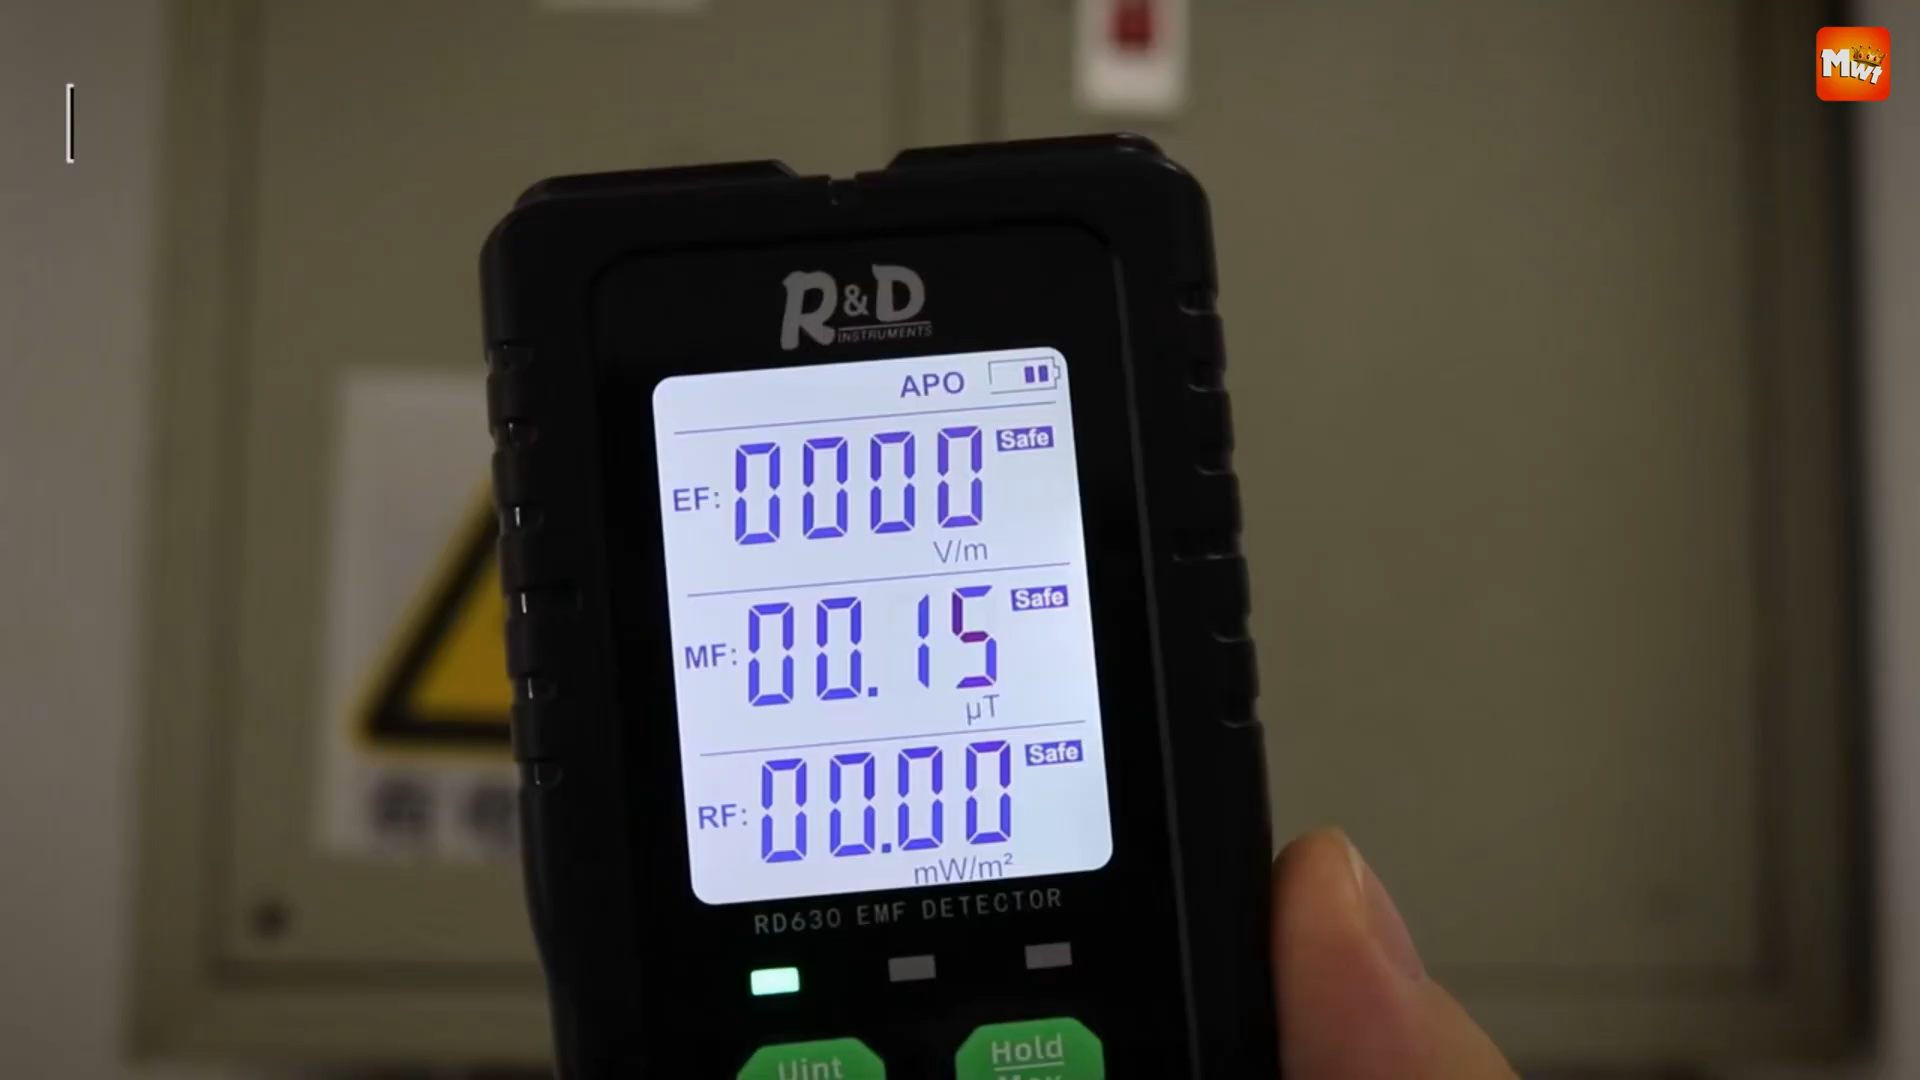 Mwt
R&D
INSTRUMENTS
APO
EF: 0000 Safe
V/m
MF: 00.15 Safe
µT
RF: 00.00 Safe
mW/m²
RD630 EMF DETECTOR
Uint
Hold
Max